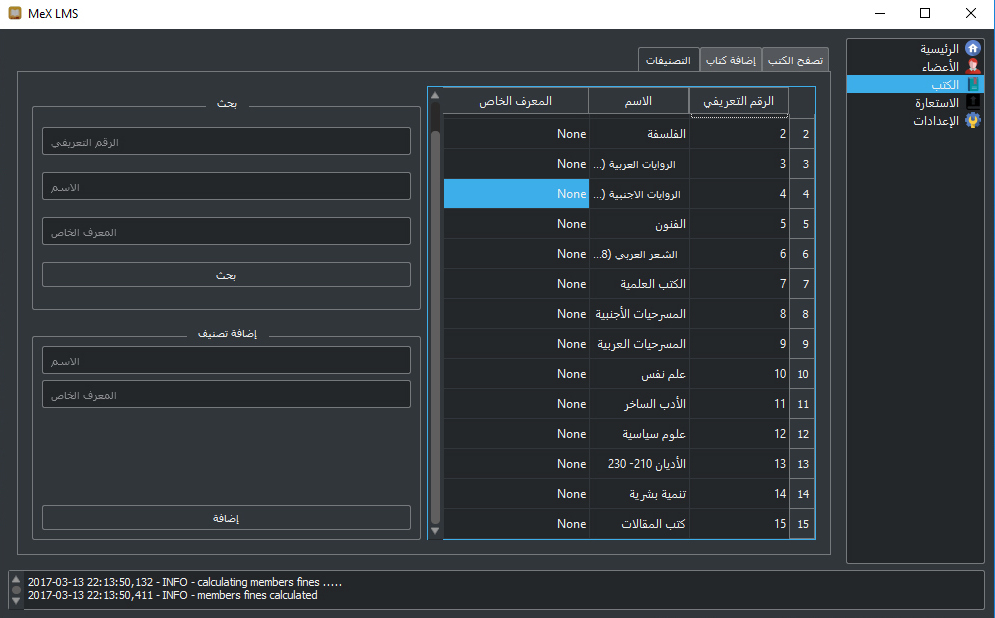 MeX LMS
الرئيسية
الأعضاء
الكتب
الاستعارة
الإعدادات
تصفح الكتب
إضافة كتاب
التصنيفات
الرقم التعريفي
الاسم
المعرف الخاص
2 2 الفلسفة None
3 3 الروايات العربية (... None
4 4 الروايات الاجنبية (... None
5 5 الفنون None
6 6 الشعر العربي (8... None
7 7 الكتب العلمية None
8 8 المسرحيات الأجنبية None
9 9 المسرحيات العربية None
10 10 علم نفس None
11 11 الأدب الساخر None
12 12 علوم سياسية None
13 13 الأديان 210- 230 None
14 14 تنمية بشرية None
15 15 كتب المقالات None
بحث
الرقم التعريفي
الاسم
المعرف الخاص
بحث
إضافة تصنيف
الاسم
المعرف الخاص
إضافة
2017-03-13 22:13:50,132 - INFO - calculating members fines .....
2017-03-13 22:13:50,411 - INFO - members fines calculated